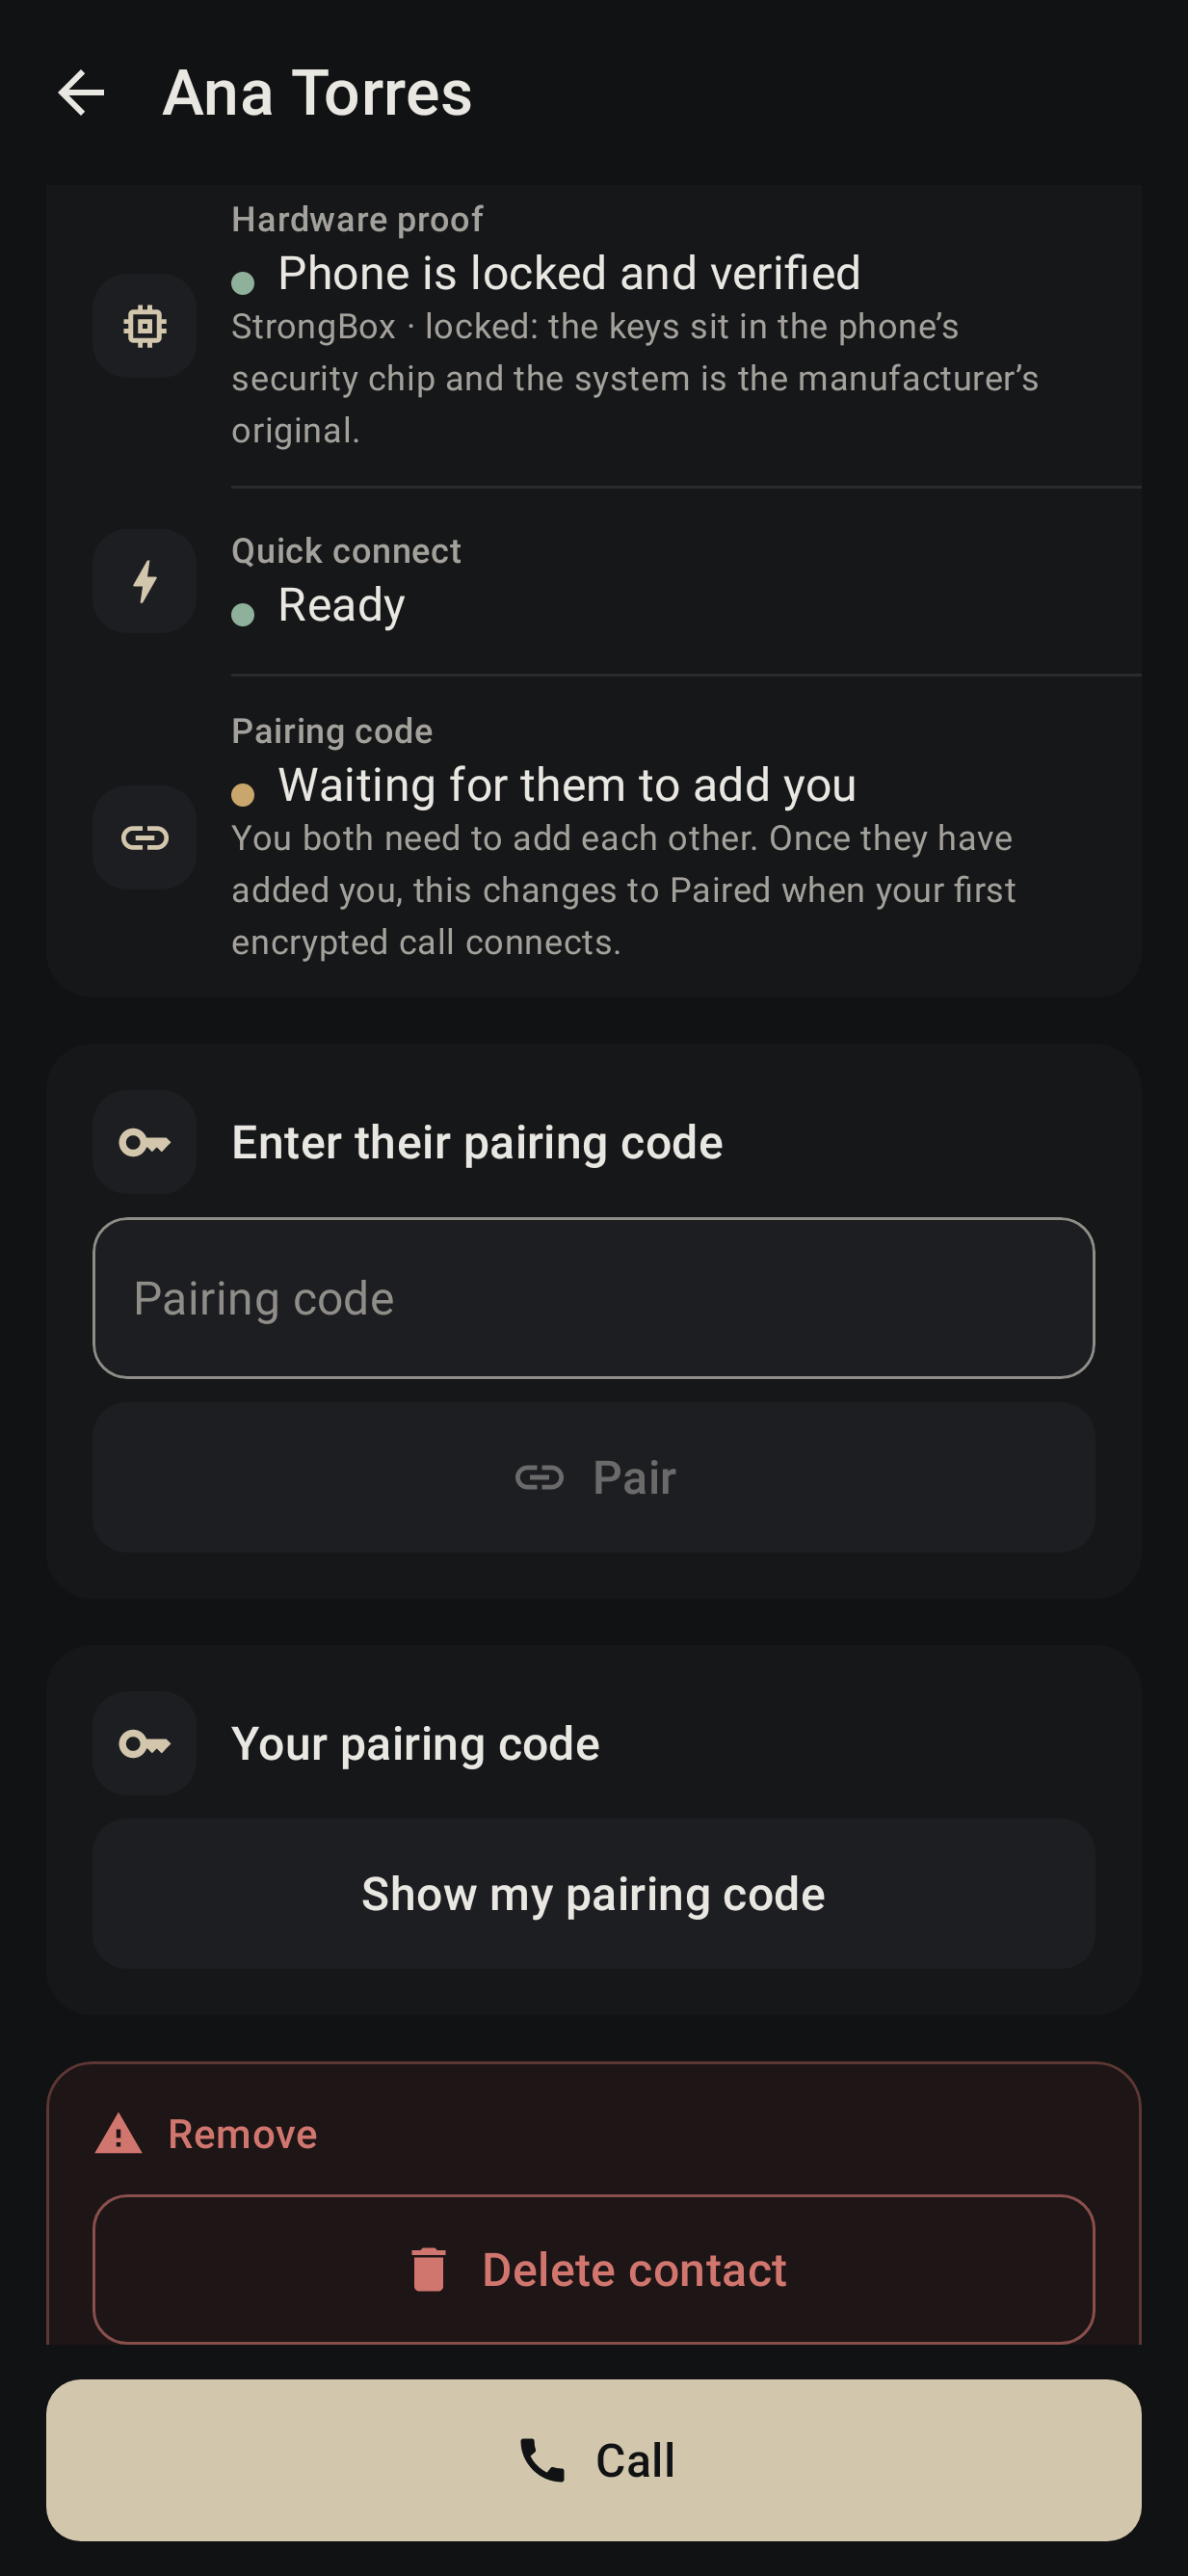 Ana Torres
Hardware proof
Phone is locked and verified
StrongBox · locked: the keys sit in the phone’s
security chip and the system is the manufacturer’s
original.
Quick connect
Ready
Pairing code
Waiting for them to add you
You both need to add each other. Once they have
added you, this changes to Paired when your first
encrypted call connects.
Enter their pairing code
Pairing code
Pair
Your pairing code
Show my pairing code
Remove
Delete contact
Call